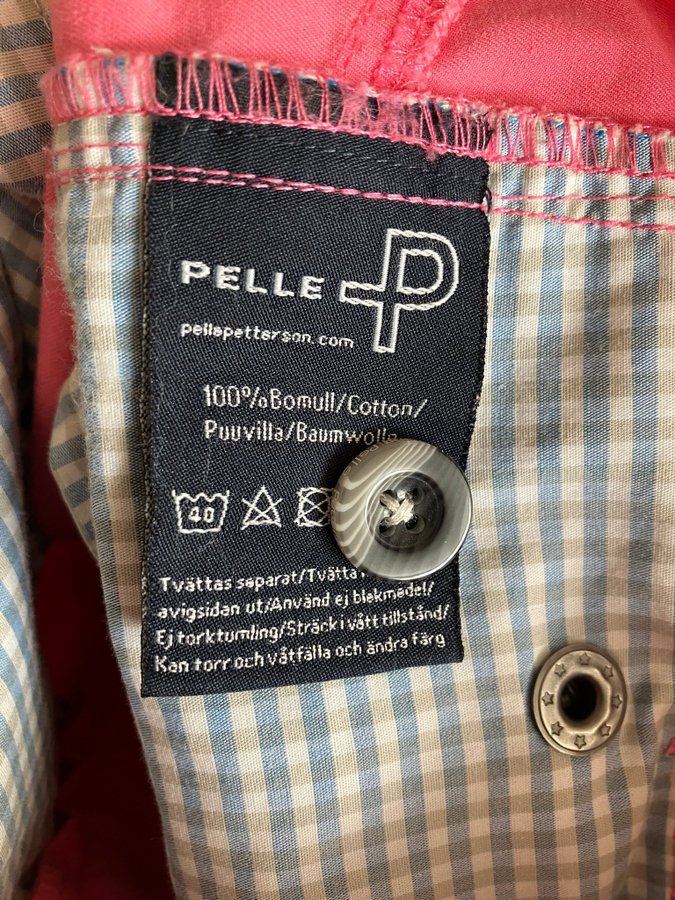 PELLE P
pellepetterson.com
100%Bomull/Cotton/
Puuvilla/Baumwolle
40
Tvättas separat/Tvätta
avigsidan ut/Använd ej blekmedel/
Ej torktumling/Sträck i vått tillstånd/
Kan torr och våtfälla och ändra färg
Pelle P